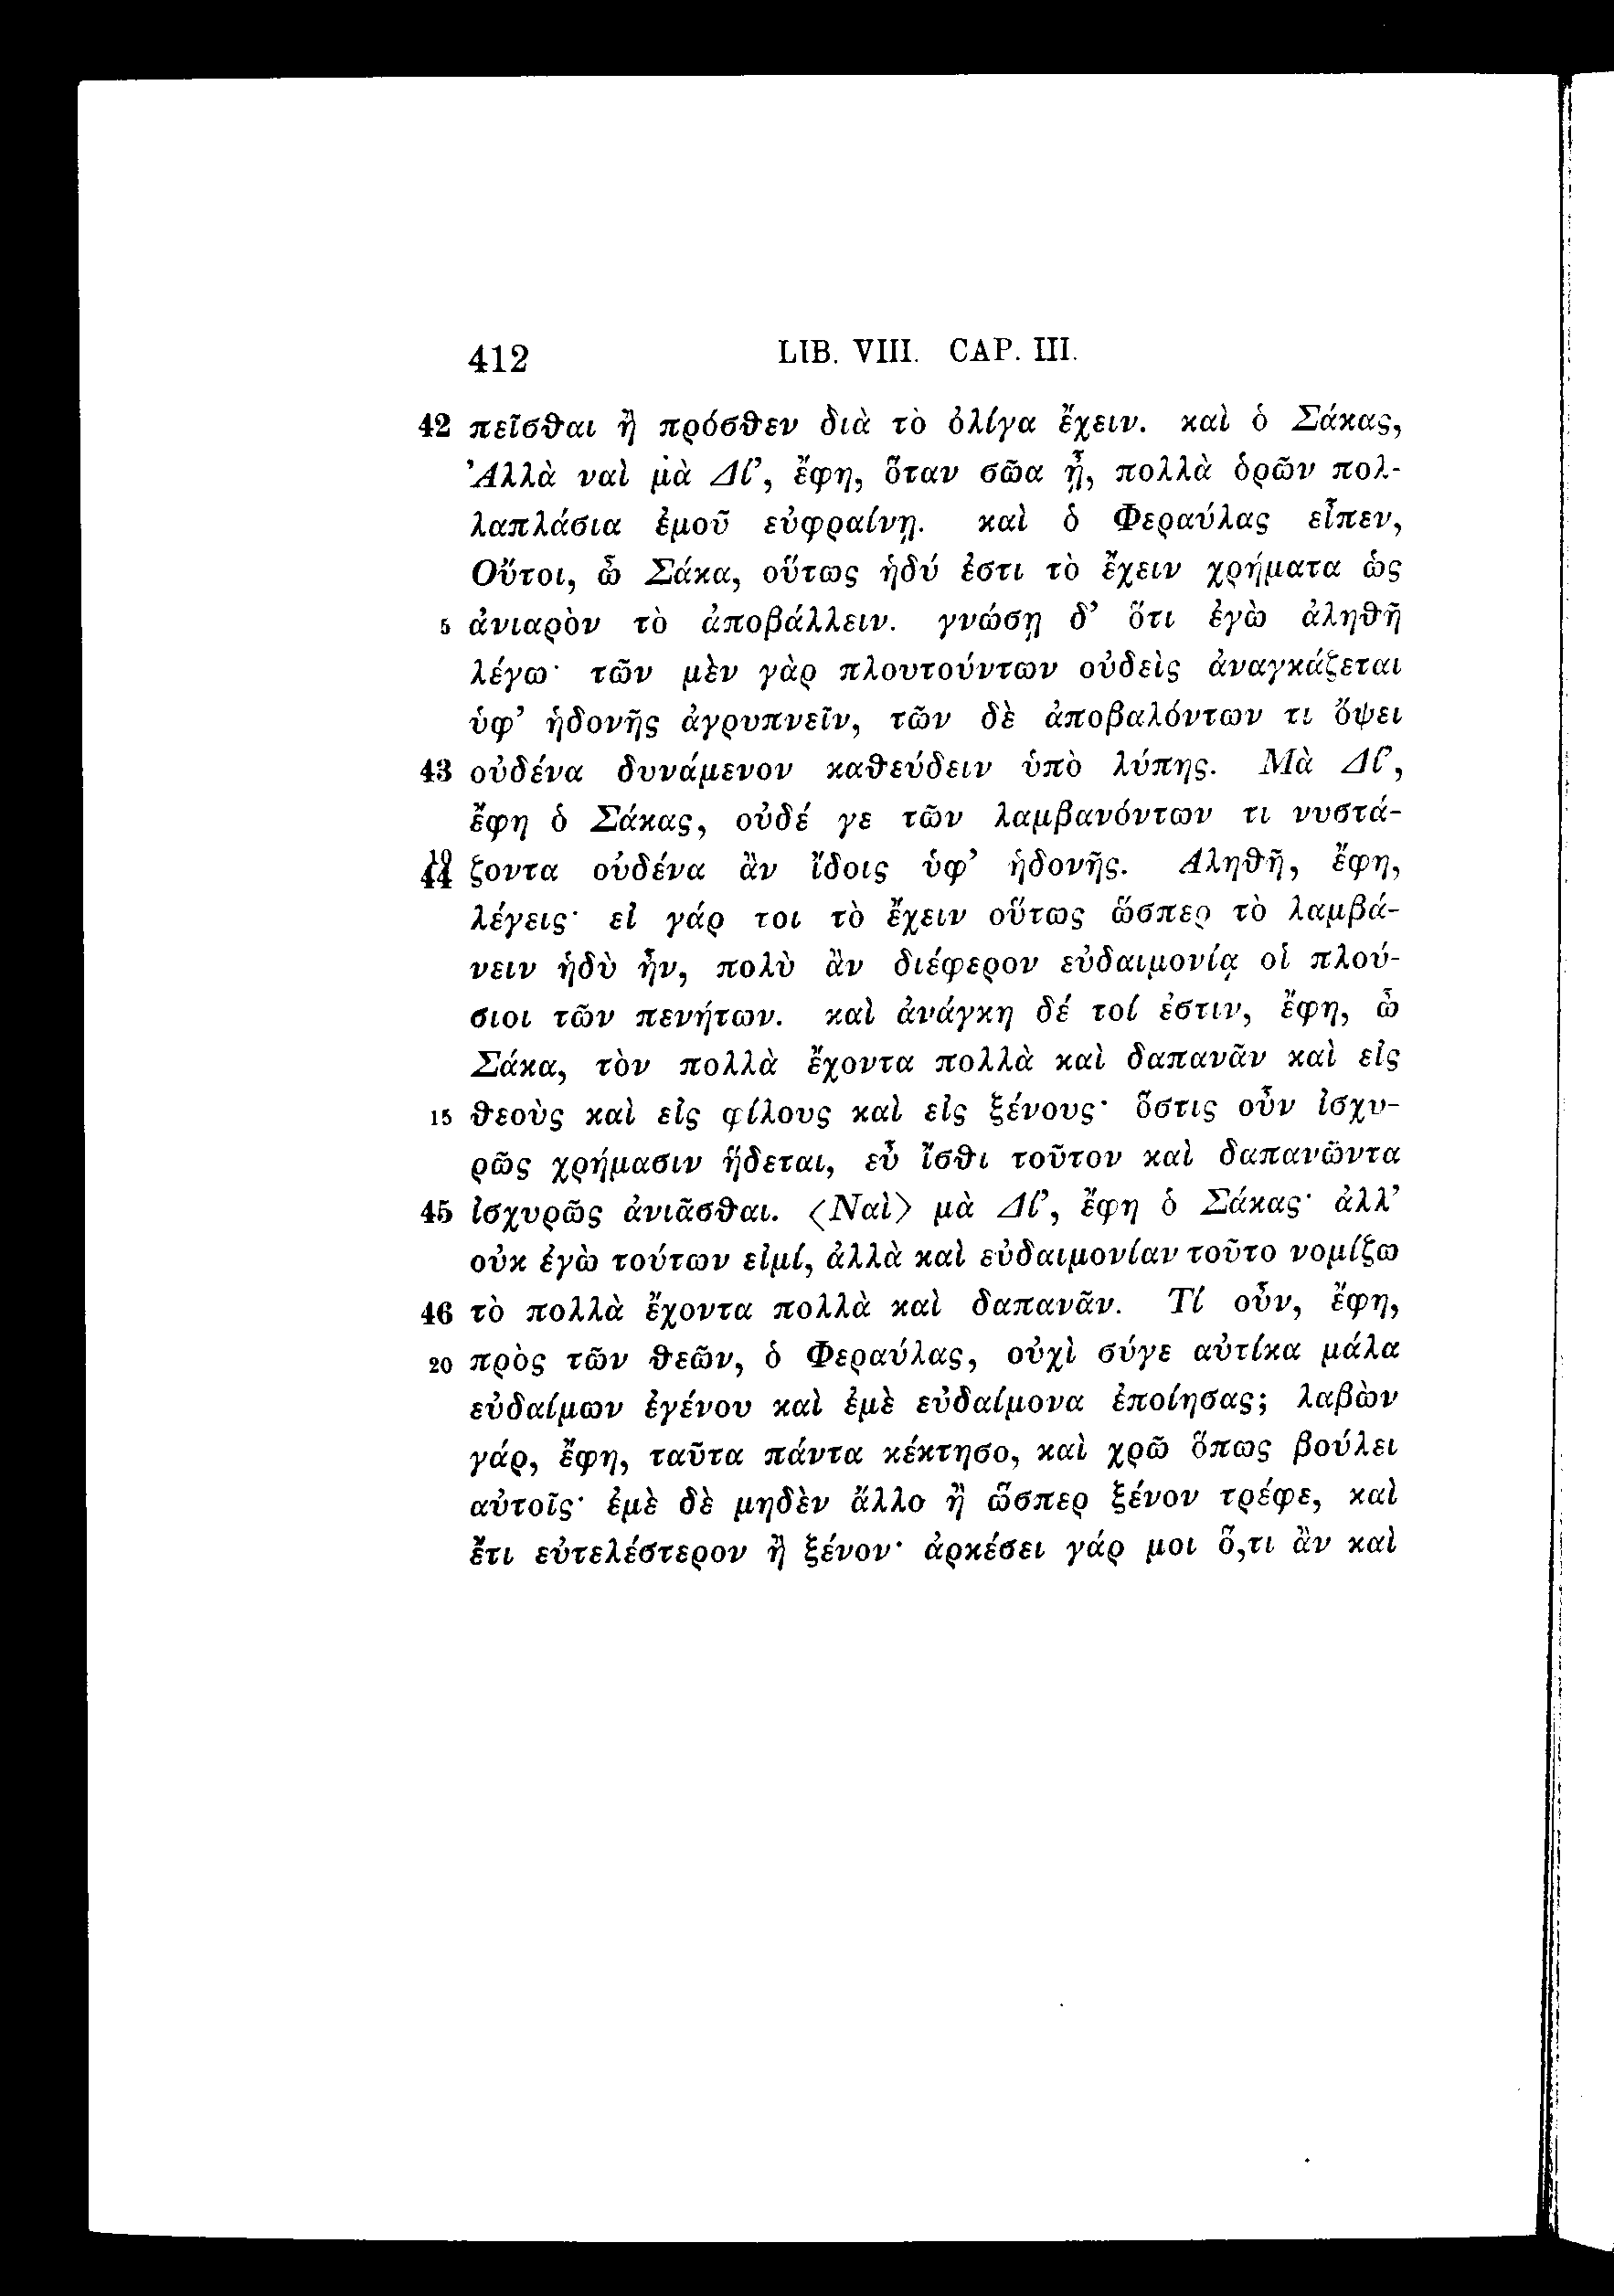 412 LIB. VIII. CAP. III.
42 πεῖσθαι ἢ πρόσθεν διὰ τὸ ὀλίγα ἔχειν. καὶ ὁ Σάκας,
Ἀλλὰ ναὶ μὰ Δί’, ἔφη, ὅταν σῶα ᾖ, πολλὰ ὁρῶν πολ-
λαπλάσια ἐμοῦ εὐφραίνῃ. καὶ ὁ Φεραύλας εἶπεν,
Οὔτοι, ὦ Σάκα, οὕτως ἡδύ ἐστι τὸ ἔχειν χρήματα ὡς
5 ἀνιαρὸν τὸ ἀποβάλλειν. γνώσῃ δ’ ὅτι ἐγὼ ἀληθῆ
λέγω· τῶν μὲν γὰρ πλουτούντων οὐδεὶς ἀναγκάζεται
ὑφ’ ἡδονῆς ἀγρυπνεῖν, τῶν δὲ ἀποβαλόντων τι ὄψει
43 οὐδένα δυνάμενον καθεύδειν ὑπὸ λύπης. Μὰ Δί’,
ἔφη ὁ Σάκας, οὐδέ γε τῶν λαμβανόντων τι νυστά-
10 44 ζοντα οὐδένα ἂν ἴδοις ὑφ’ ἡδονῆς. Ἀληθῆ, ἔφη,
λέγεις· εἰ γάρ τοι τὸ ἔχειν οὕτως ὥσπερ τὸ λαμβά-
νειν ἡδὺ ἦν, πολὺ ἂν διέφερον εὐδαιμονίᾳ οἱ πλού-
σιοι τῶν πενήτων. καὶ ἀνάγκη δέ τοί ἐστιν, ἔφη, ὦ
Σάκα, τὸν πολλὰ ἔχοντα πολλὰ καὶ δαπανᾶν καὶ εἰς
15 θεοὺς καὶ εἰς φίλους καὶ εἰς ξένους· ὅστις οὖν ἰσχυ-
ρῶς χρήμασιν ἥδεται, εὖ ἴσθι τοῦτον καὶ δαπανῶντα
45 ἰσχυρῶς ἀνιᾶσθαι. ⟨Ναὶ⟩ μὰ Δί’, ἔφη ὁ Σάκας· ἀλλ’
οὐκ ἐγὼ τούτων εἰμί, ἀλλὰ καὶ εὐδαιμονίαν τοῦτο νομίζω
46 τὸ πολλὰ ἔχοντα πολλὰ καὶ δαπανᾶν. Τί οὖν, ἔφη,
20 πρὸς τῶν θεῶν, ὁ Φεραύλας, οὐχὶ σύγε αὐτίκα μάλα
εὐδαίμων ἐγένου καὶ ἐμὲ εὐδαίμονα ἐποίησας; λαβὼν
γάρ, ἔφη, ταῦτα πάντα κέκτησο, καὶ χρῶ ὅπως βούλει
αὐτοῖς· ἐμὲ δὲ μηδὲν ἄλλο ἢ ὥσπερ ξένον τρέφε, καὶ
ἔτι εὐτελέστερον ἢ ξένον· ἀρκέσει γάρ μοι ὅ,τι ἂν καὶ